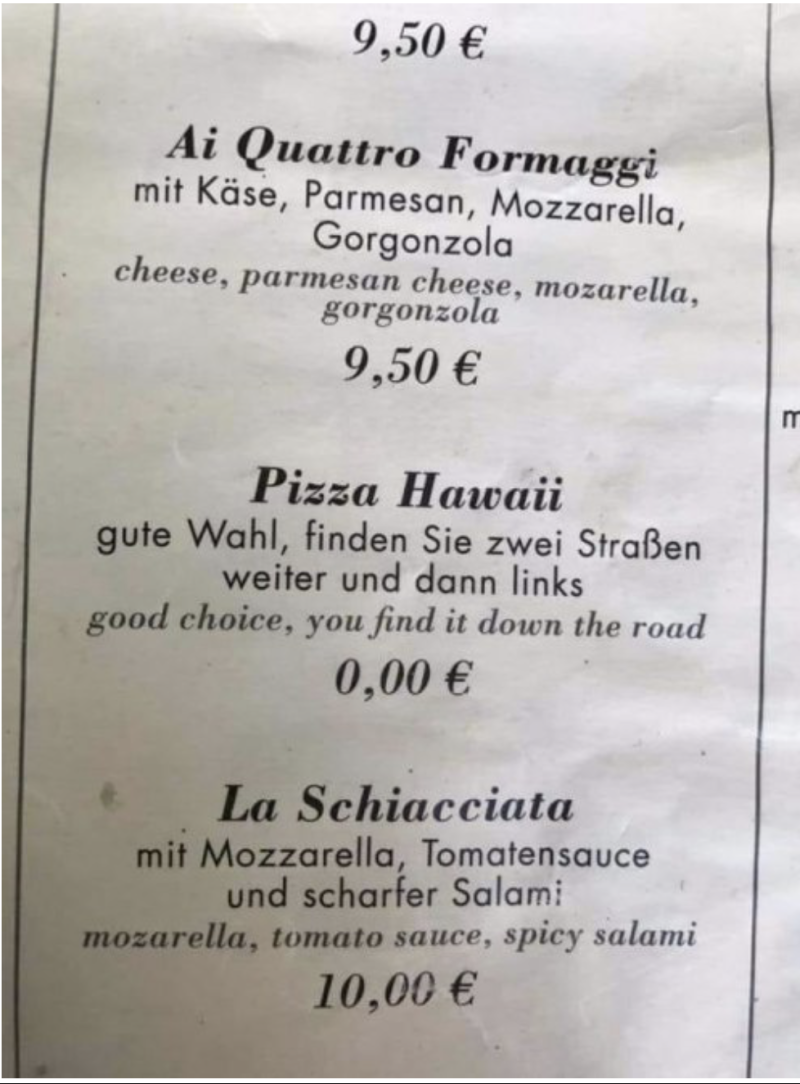 9,50 €
Ai Quattro Formaggi
mit Käse, Parmesan, Mozzarella,
Gorgonzola
cheese, parmesan cheese, mozarella,
gorgonzola
9,50 €
m
Pizza Hawaii
gute Wahl, finden Sie zwei Straßen
weiter und dann links
good choice, you find it down the road
0,00 €
La Schiacciata
mit Mozzarella, Tomatensauce
und scharfer Salami
mozarella, tomato sauce, spicy salami
10,00 €